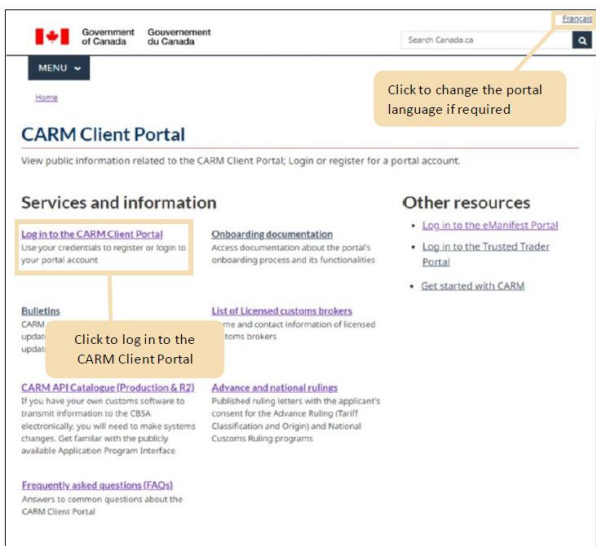 Français
Government of Canada
Gouvernement du Canada
Search Canada.ca
MENU
Click to change the portal
language if required
Home
CARM Client Portal
View public information related to the CARM Client Portal; Login or register for a portal account.
Services and information
Log in to the CARM Client Portal
Use your credentials to register or login to
your portal account
Onboarding documentation
Access documentation about the portal's
onboarding process and its functionalities
Bulletins
CARM
updat
updat
Click to log in to the
CARM Client Portal
List of Licensed customs brokers
me and contact information of licensed
toms brokers
CARM API Catalogue (Production & R2)
If you have your own customs software to
transmit information to the CBSA
electronically, you will need to make systems
changes. Get familar with the publicly
available Application Program Interface
Advance and national rulings
Published ruling letters with the applicant's
consent for the Advance Ruling (Tariff
Classification and Origin) and National
Customs Ruling programs
Frequently asked questions (FAQs)
Answers to common questions about the
CARM Client Portal
Other resources
Log in to the eManifest Portal
Log in to the Trusted Trader
Portal
Get started with CARM